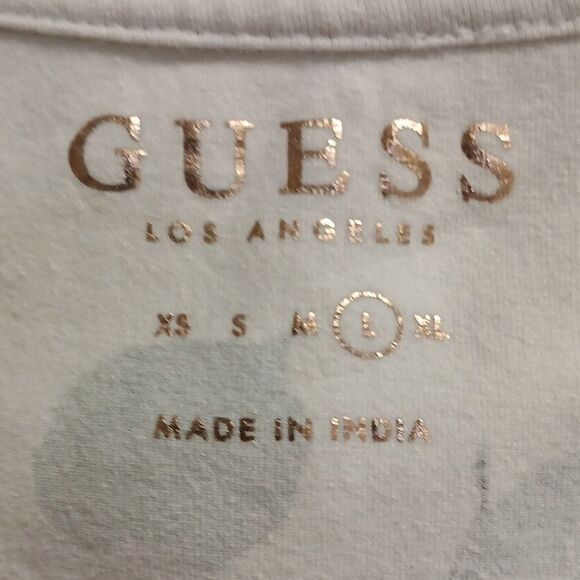 GUESS
LOS ANGELES
XS S M L XL
MADE IN INDIA